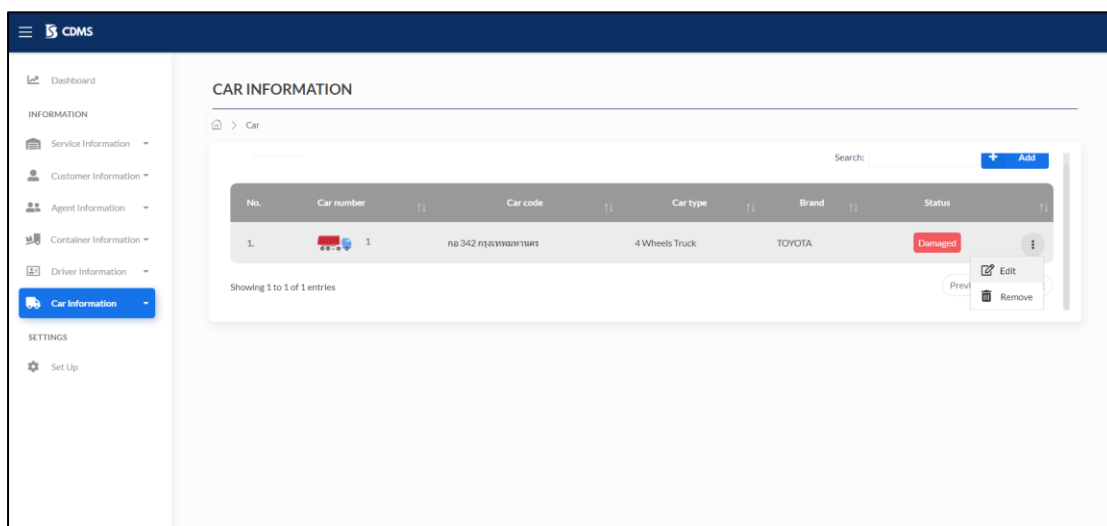 CDMS
Dashboard
INFORMATION
Service Information
Customer Information
Agent Information
Container Information
Driver Information
Car Information
SETTINGS
Set Up
CAR INFORMATION
> Car
Search:
+ Add
No. Car number Car code Car type Brand Status
1. 1 กอ 342 กรุงเทพมหานคร 4 Wheels Truck TOYOTA Damaged
Edit
Remove
Showing 1 to 1 of 1 entries